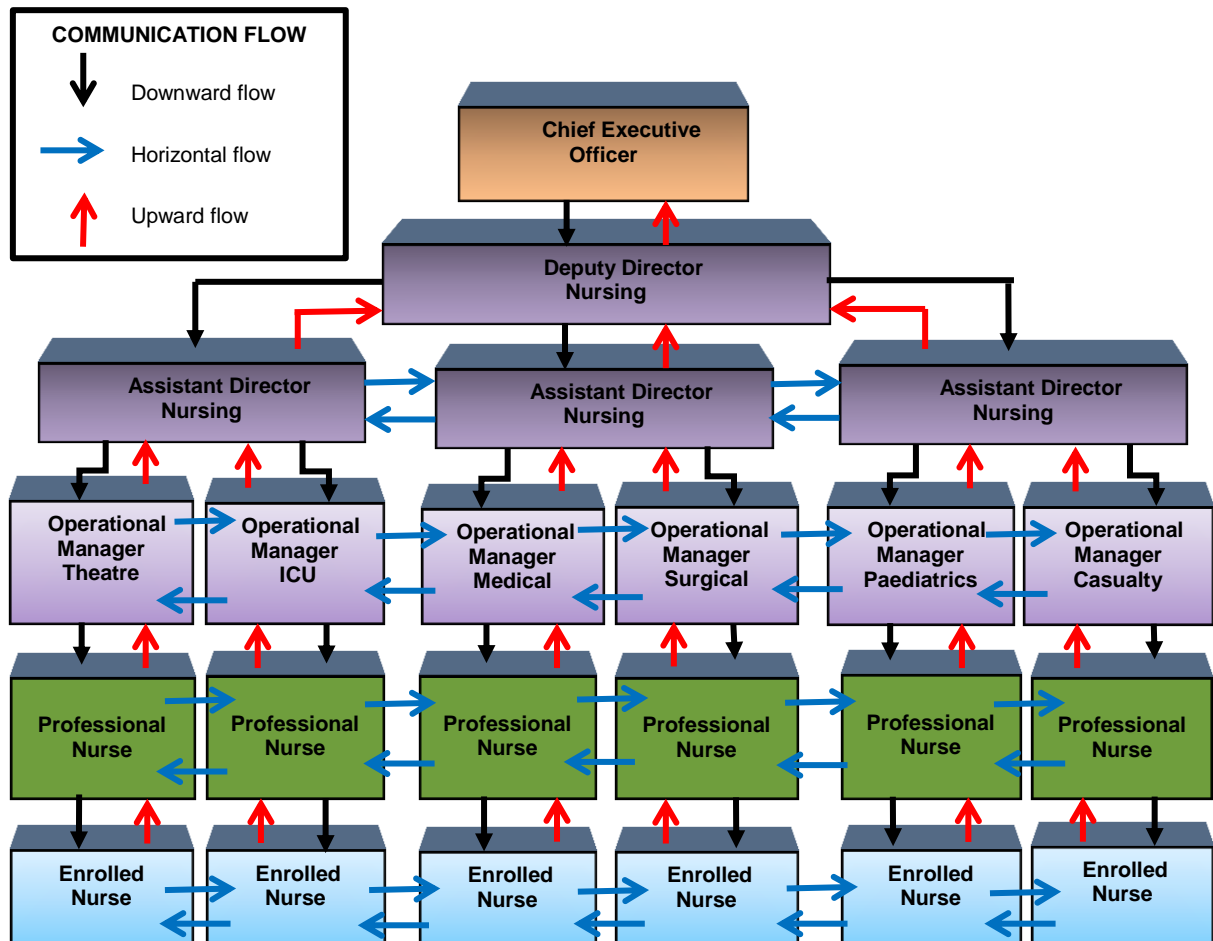 COMMUNICATION FLOW
Downward flow
Horizontal flow
Upward flow
Chief Executive
Officer
Deputy Director
Nursing
Assistant Director
Nursing
Assistant Director
Nursing
Assistant Director
Nursing
Operational
Manager
Theatre
Operational
Manager
ICU
Operational
Manager
Medical
Operational
Manager
Surgical
Operational
Manager
Paediatrics
Operational
Manager
Casualty
Professional
Nurse
Professional
Nurse
Professional
Nurse
Professional
Nurse
Professional
Nurse
Professional
Nurse
Enrolled
Nurse
Enrolled
Nurse
Enrolled
Nurse
Enrolled
Nurse
Enrolled
Nurse
Enrolled
Nurse